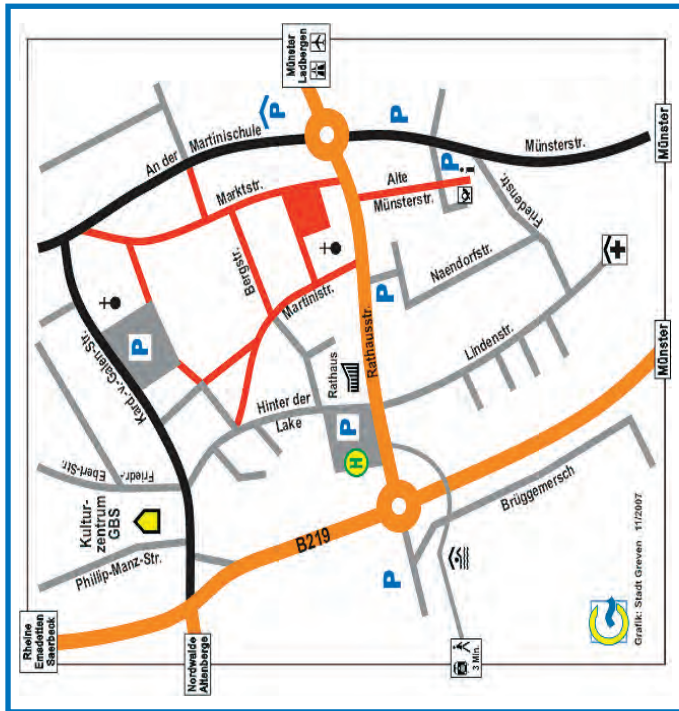 Münster
Ladbergen
An der
Martinischule
P
P
P
i
Münsterstr.
Münster
Marktstr.
Alte
Münsterstr.
Friedenstr.
Bergstr.
Martinistr.
Naendorfstr.
P
Rathausstr.
Lindenstr.
Münster
Kard.-v.-Galen-Str.
P
Rathaus
Hinter der
Lake
P
H
Friedr.-
Ebert-Str.
Kultur-
zentrum
GBS
Phillip-Manz-Str.
B219
P
Brüggemersch
Rheine
Emsdetten
Saerbeck
Nordwalde
Altenberge
3 Min.
Grafik: Stadt Greven 11/2007